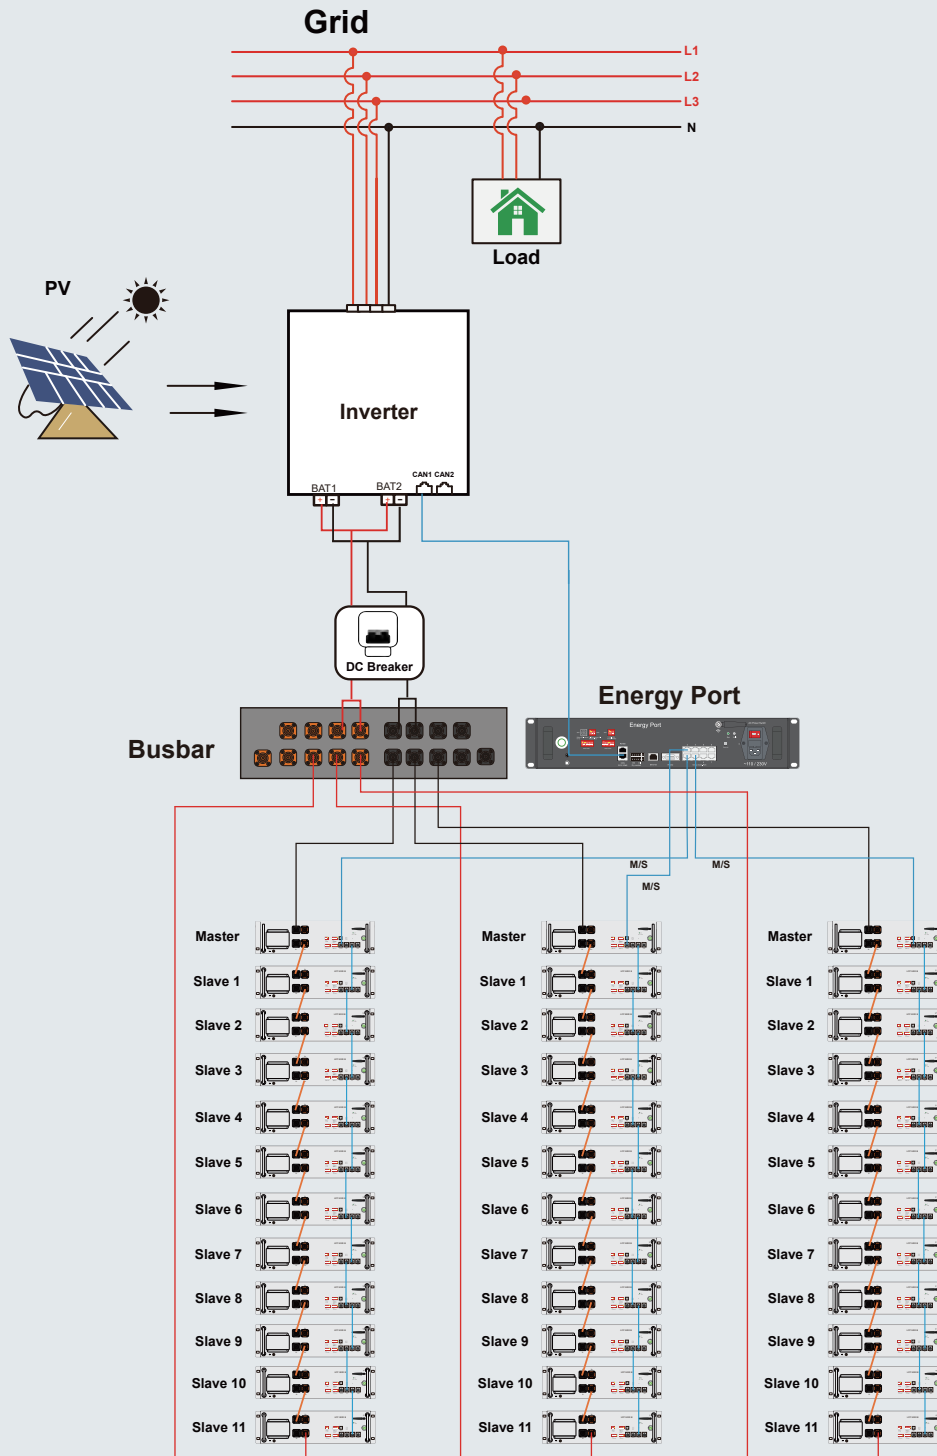 Grid
L1
L2
L3
N
Load
PV
Inverter
CAN1 CAN2
BAT1
BAT2
+ −
+ −
DC Breaker
Energy Port
Energy Port
Busbar
~110 / 230V
M/S
M/S
M/S
Master
Master
Master
Slave 1
Slave 1
Slave 1
Slave 2
Slave 2
Slave 2
Slave 3
Slave 3
Slave 3
Slave 4
Slave 4
Slave 4
Slave 5
Slave 5
Slave 5
Slave 6
Slave 6
Slave 6
Slave 7
Slave 7
Slave 7
Slave 8
Slave 8
Slave 8
Slave 9
Slave 9
Slave 9
Slave 10
Slave 10
Slave 10
Slave 11
Slave 11
Slave 11